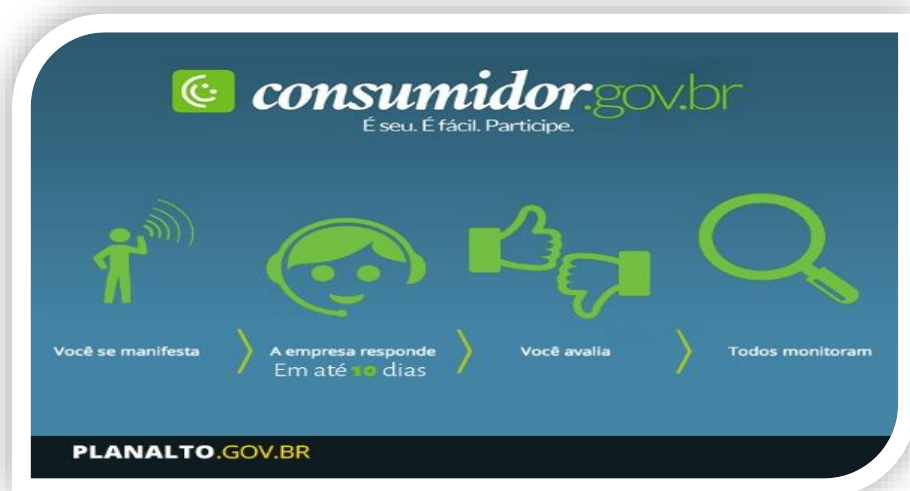 consumidor.gov.br
É seu. É fácil. Participe.
Você se manifesta
A empresa responde
Em até 10 dias
Você avalia
Todos monitoram
PLANALTO.GOV.BR